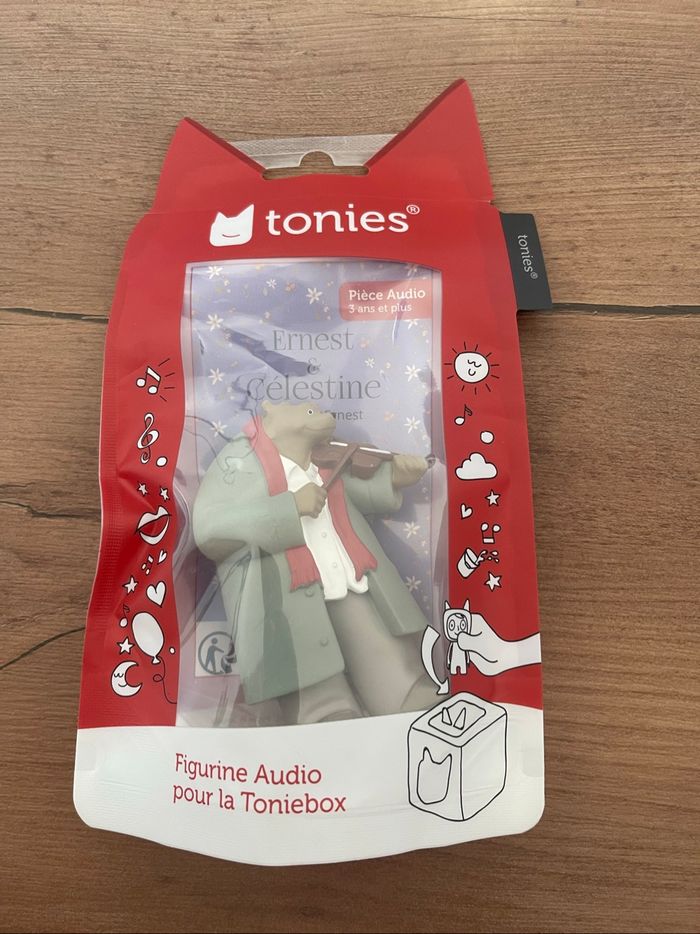 tonies®
tonies®
Pièce Audio
3 ans et plus
Ernest
&
Célestine
Figurine Audio
pour la Toniebox